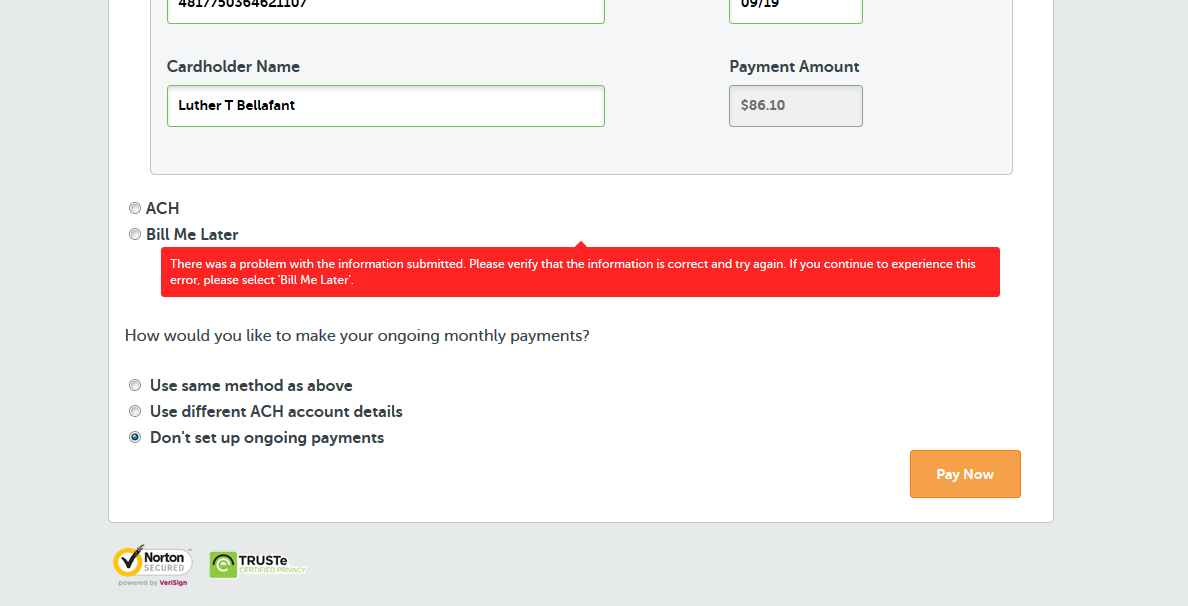 4817750364621107 09/19
Cardholder Name Payment Amount
Luther T Bellafant $86.10
ACH
Bill Me Later
There was a problem with the information submitted. Please verify that the information is correct and try again. If you continue to experience this
error, please select 'Bill Me Later'.
How would you like to make your ongoing monthly payments?
Use same method as above
Use different ACH account details
Don't set up ongoing payments
Pay Now
Norton
SECURED
powered by VeriSign
TRUSTe
CERTIFIED PRIVACY